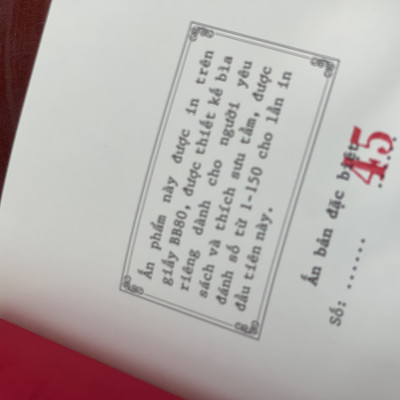 Ấn phẩm này được in trên
giấy BB80, được thiết kế bìa
riêng dành cho người yêu
sách và thích sưu tầm, được
đánh số từ 1-150 cho lần in
đầu tiên này.
Ấn bản đặc biệt
Số: ...... 45